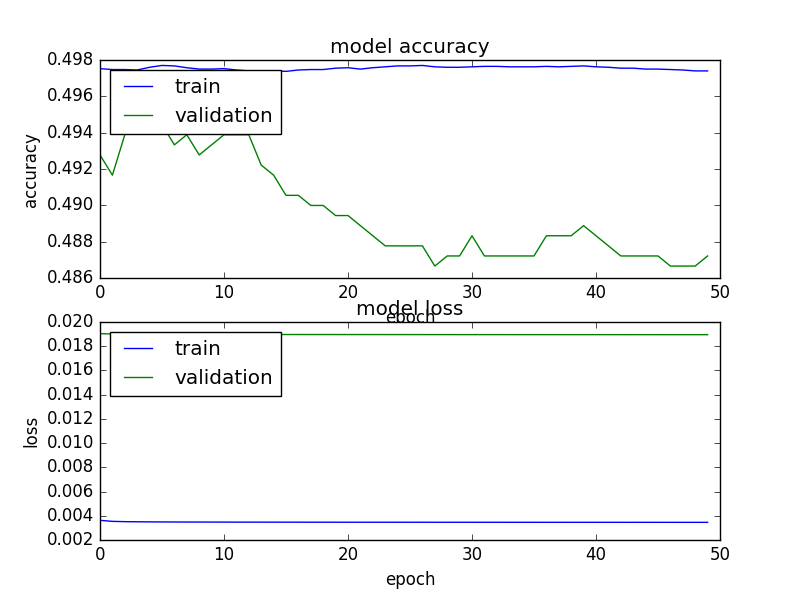 model accuracy
0.498
0.496
0.494
0.492
0.490
0.488
0.486
accuracy
train
validation
0 10 20 30 40 50
epoch
model loss
0.020
0.018
0.016
0.014
0.012
0.010
0.008
0.006
0.004
0.002
loss
train
validation
0 10 20 30 40 50
epoch